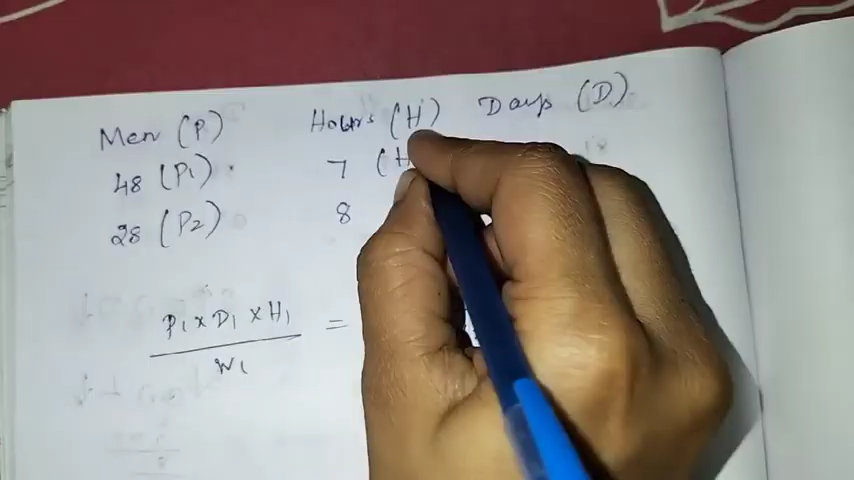 Men (P) Hours (H) Days (D)
48 (P1) 7 (H
28 (P2) 8
P1 x D1 x H1 =
W1